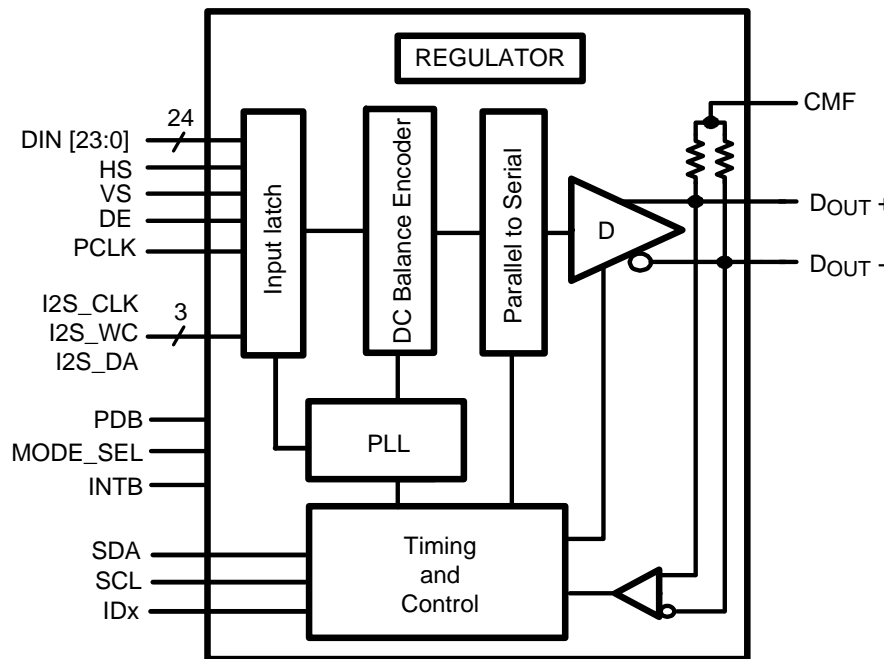 REGULATOR
CMF
24
DIN [23:0]
HS
VS
DE
PCLK
Input latch
DC Balance Encoder
Parallel to Serial
D
DOUT +
DOUT -
I2S_CLK
3
I2S_WC
I2S_DA
PDB
MODE_SEL
INTB
PLL
SDA
SCL
IDx
Timing
and
Control